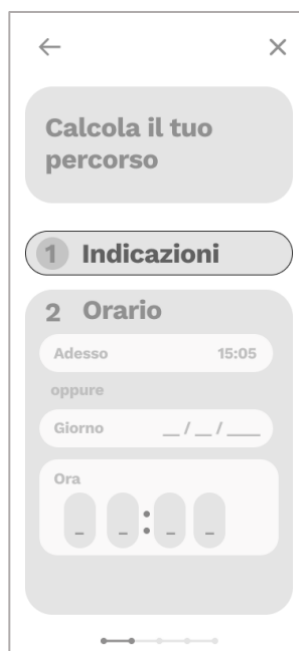 Calcola il tuo
percorso
1 Indicazioni
2 Orario
Adesso 15:05
oppure
Giorno __/__/____
Ora
_ _ : _ _